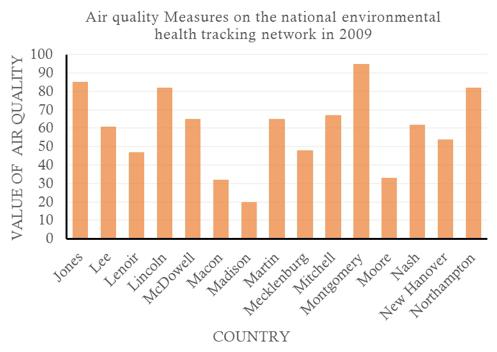 Air quality Measures on the national environmental
health tracking network in 2009
VALUE OF AIR QUALITY
100
90
80
70
60
50
40
30
20
10
0
Jones
Lee
Lenoir
Lincoln
McDowell
Macon
Madison
Martin
Mecklenburg
Mitchell
Montgomery
Moore
Nash
New Hanover
Northampton
COUNTRY